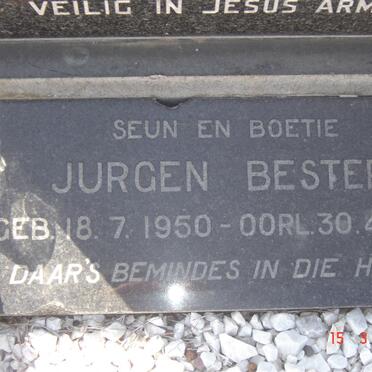 VEILIG IN JESUS ARM
SEUN EN BOETIE
JURGEN BESTE
GEB. 18. 7. 1950 - OORL. 30. 4
DAAR'S BEMINDES IN DIE H
15 3